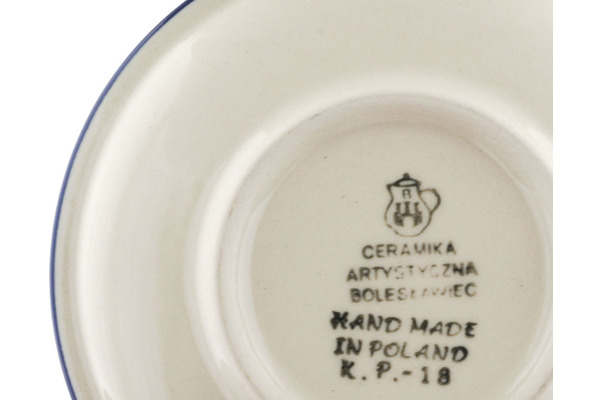 B
CERAMIKA
ARTYSTYCZNA
BOLESŁAWIEC
HAND MADE
IN POLAND
K. P.-18